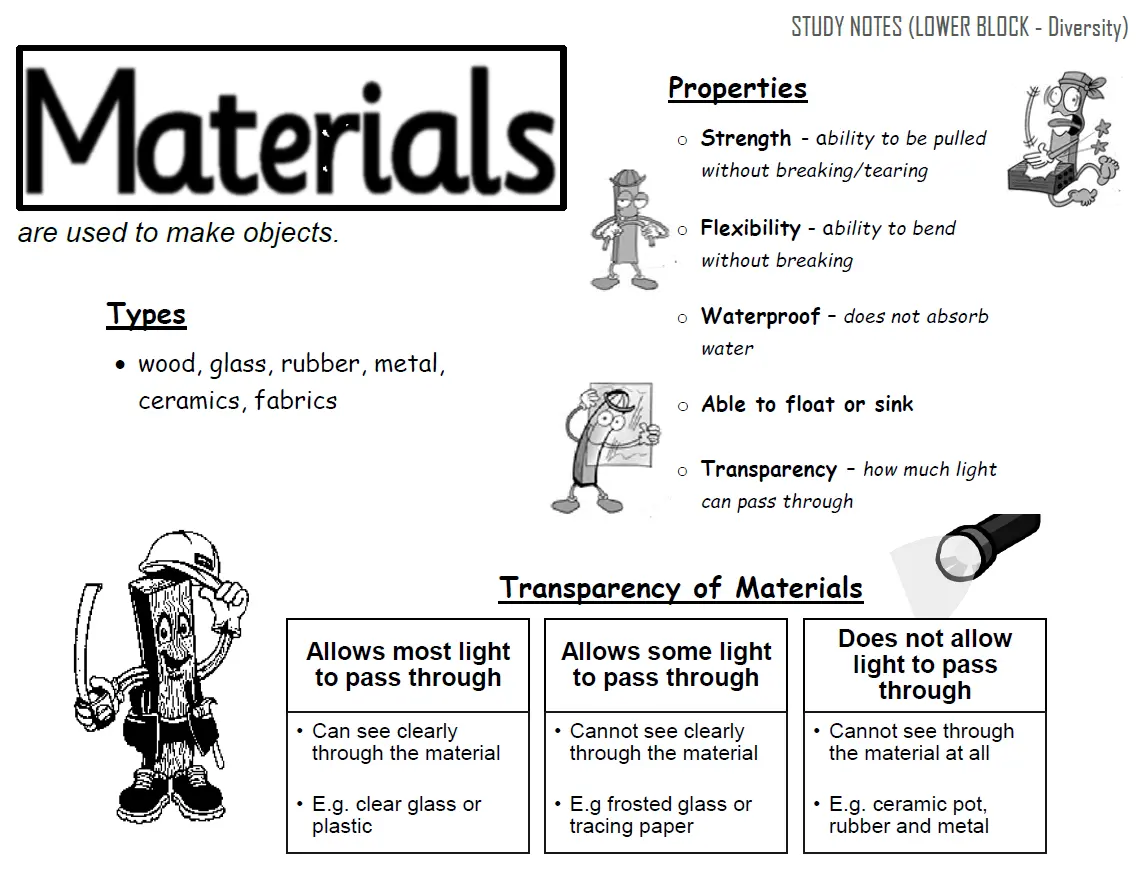 STUDY NOTES (LOWER BLOCK - Diversity)
Materials
are used to make objects.
Types
• wood, glass, rubber, metal,
ceramics, fabrics
Properties
o Strength - ability to be pulled
without breaking/tearing
o Flexibility - ability to bend
without breaking
o Waterproof – does not absorb
water
o Able to float or sink
o Transparency – how much light
can pass through
Transparency of Materials
Allows most light
to pass through
• Can see clearly
through the material
• E.g. clear glass or
plastic
Allows some light
to pass through
• Cannot see clearly
through the material
• E.g frosted glass or
tracing paper
Does not allow
light to pass
through
• Cannot see through
the material at all
• E.g. ceramic pot,
rubber and metal